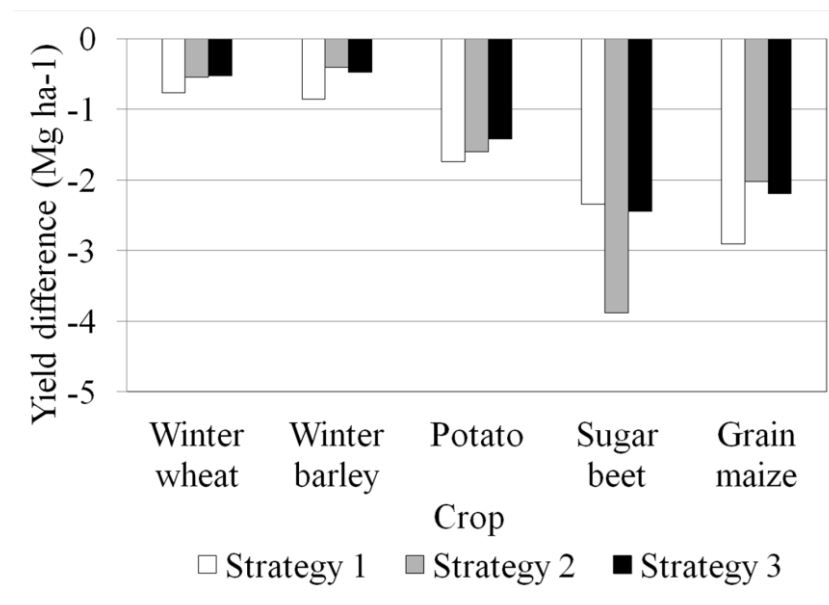 Yield difference (Mg ha-1)
0
-1
-2
-3
-4
-5
Winter wheat
Winter barley
Potato
Sugar beet
Grain maize
Crop
Strategy 1
Strategy 2
Strategy 3